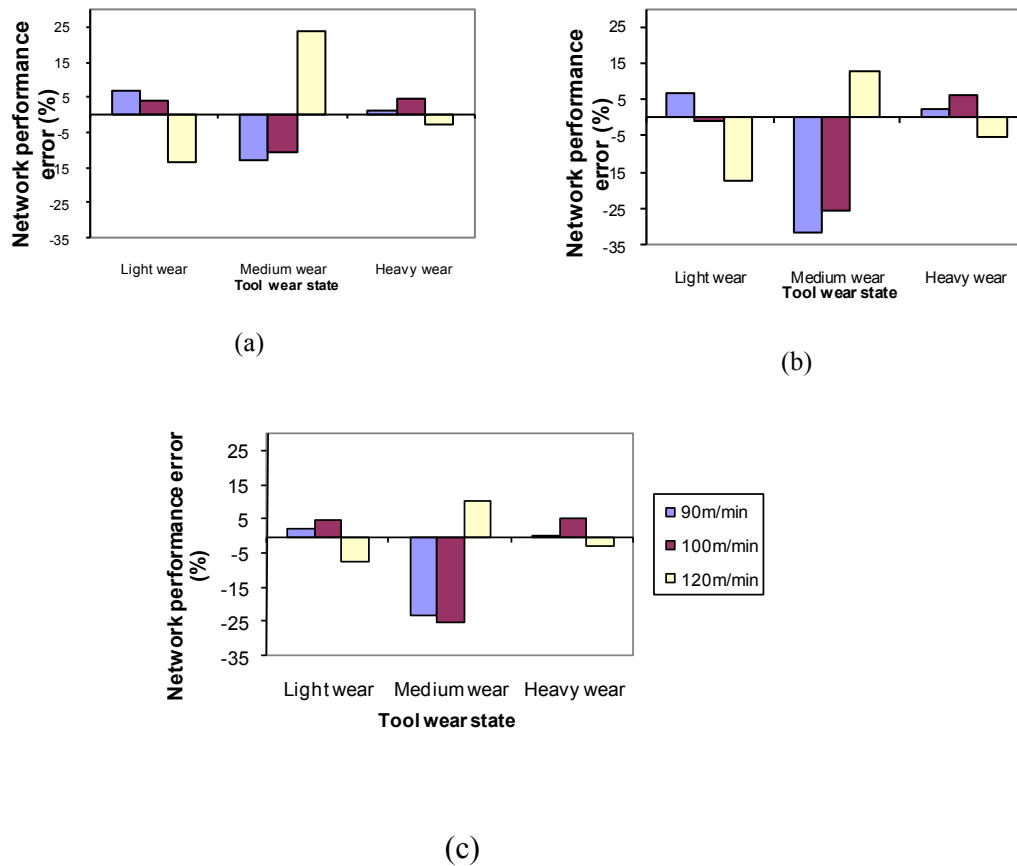 Network performance
error (%)
25
15
5
-5
-15
-25
-35
Light wear
Medium wear
Heavy wear
Tool wear state
(a)
Network performance
error (%)
25
15
5
-5
-15
-25
-35
Light wear
Medium wear
Heavy wear
Tool wear state
(b)
Network performance error
(%)
25
15
5
-5
-15
-25
-35
Light wear
Medium wear
Heavy wear
Tool wear state
90m/min
100m/min
120m/min
(c)